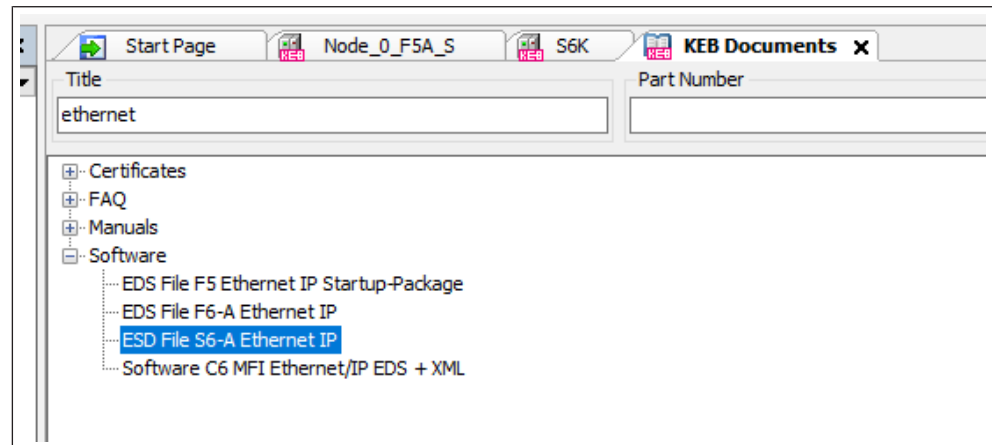 Start Page Node_0_F5A_S S6K KEB Documents x
Title Part Number
ethernet
Certificates
FAQ
Manuals
Software
EDS File F5 Ethernet IP Startup-Package
EDS File F6-A Ethernet IP
ESD File S6-A Ethernet IP
Software C6 MFI Ethernet/IP EDS + XML